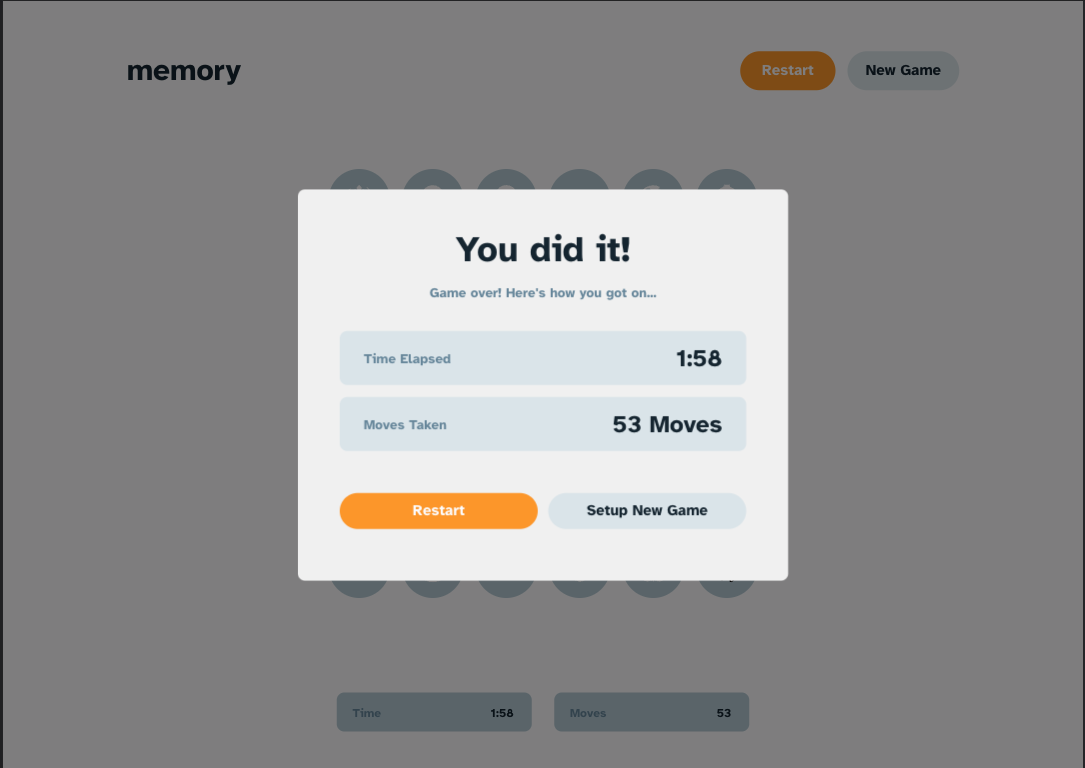 memory
Restart
New Game
You did it!
Game over! Here's how you got on...
Time Elapsed
1:58
Moves Taken
53 Moves
Restart
Setup New Game
Time
1:58
Moves
53